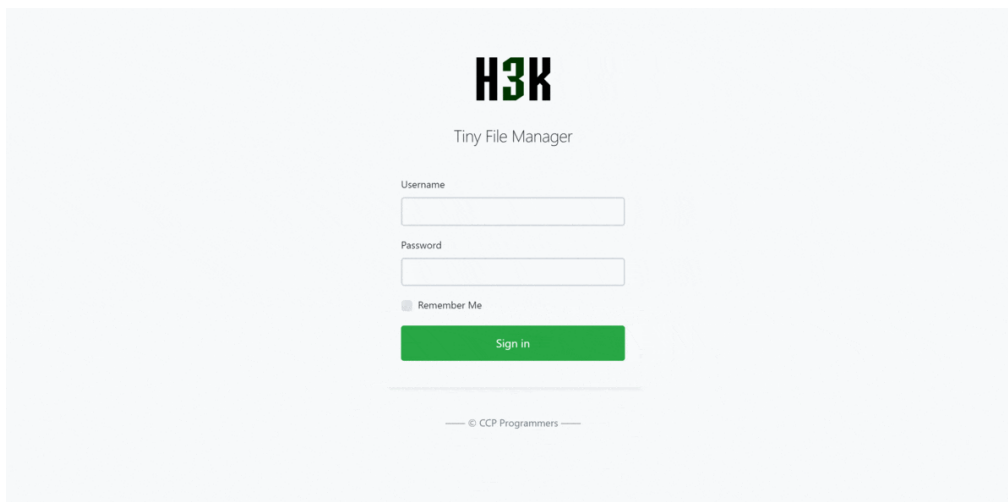 H3K
Tiny File Manager
Username
Password
Remember Me
Sign in
—— © CCP Programmers ——